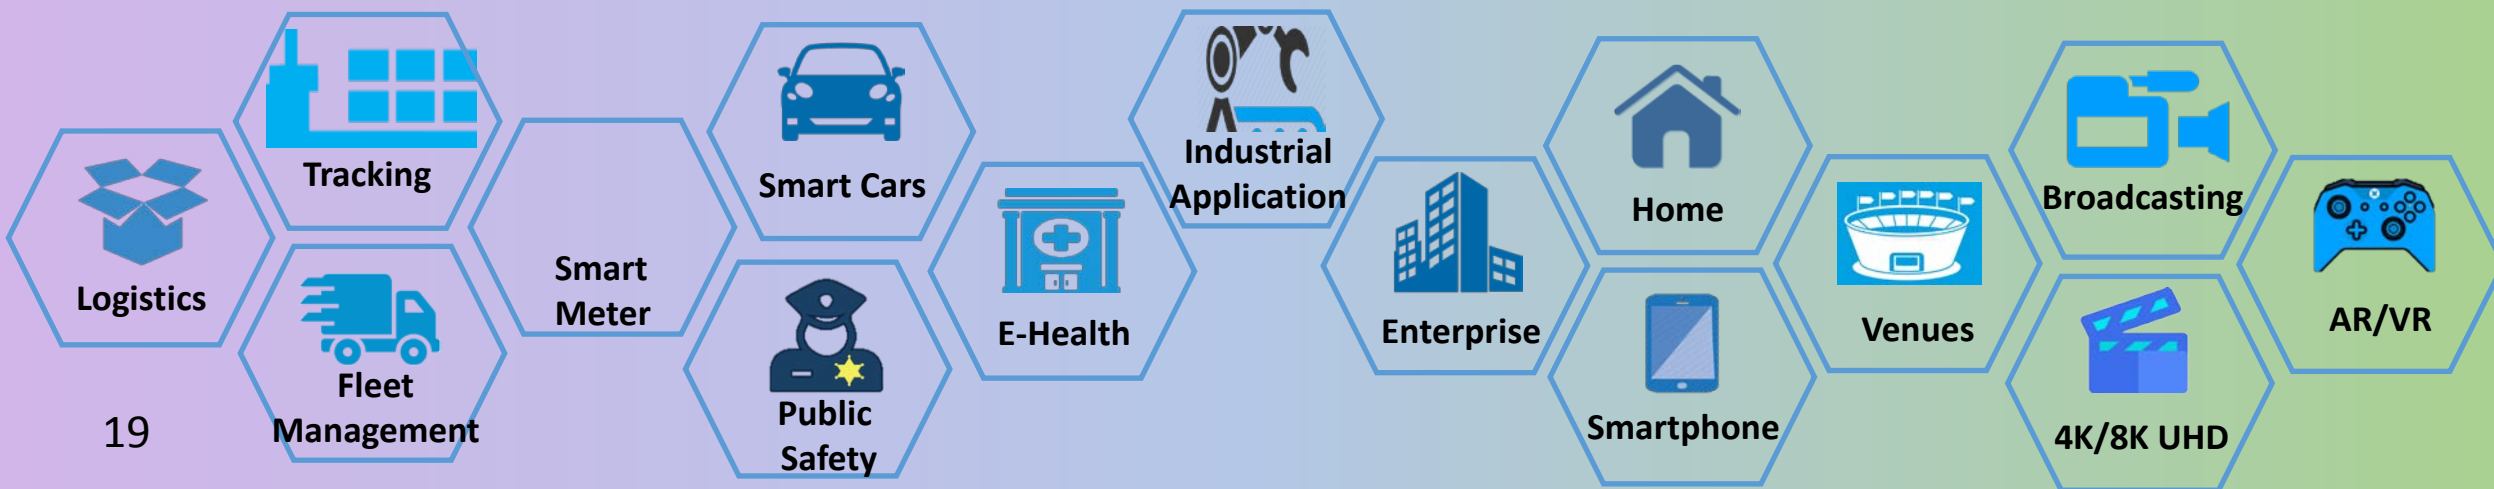 Logistics
Tracking
Fleet
Management
Smart
Meter
Smart Cars
Public
Safety
E-Health
Industrial
Application
Enterprise
Home
Smartphone
Venues
Broadcasting
4K/8K UHD
AR/VR
19